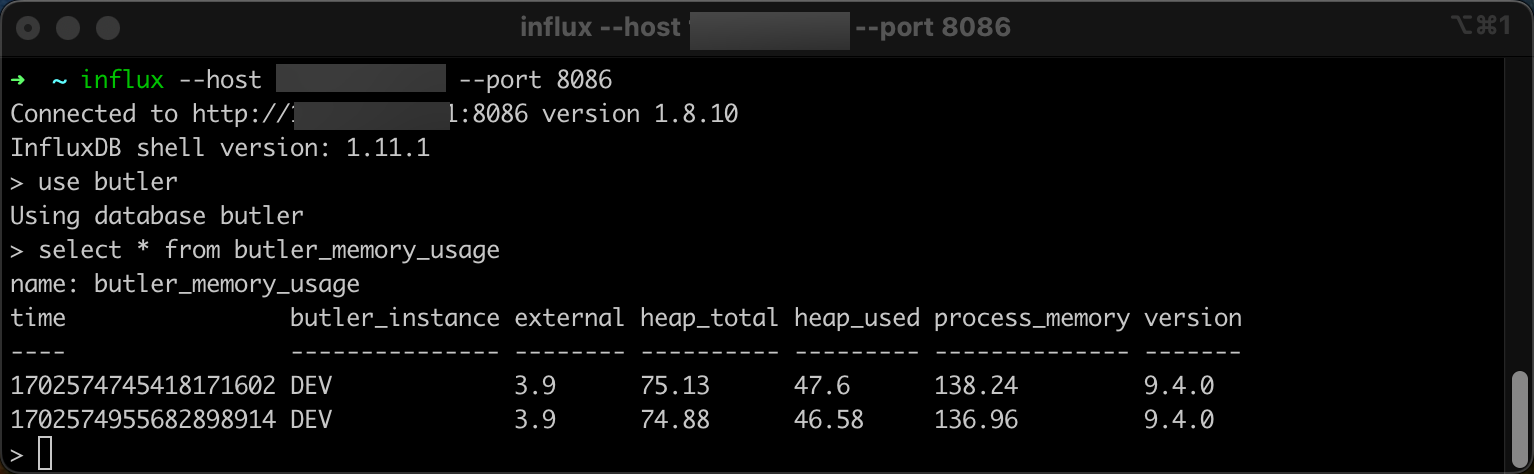 influx --host --port 8086 ⌥⌘1
➜ ~ influx --host --port 8086
Connected to http:// :8086 version 1.8.10
InfluxDB shell version: 1.11.1
> use butler
Using database butler
> select * from butler_memory_usage
name: butler_memory_usage
time butler_instance external heap_total heap_used process_memory version
---- --------------- -------- ---------- --------- -------------- -------
1702574745418171602 DEV 3.9 75.13 47.6 138.24 9.4.0
1702574955682898914 DEV 3.9 74.88 46.58 136.96 9.4.0
>